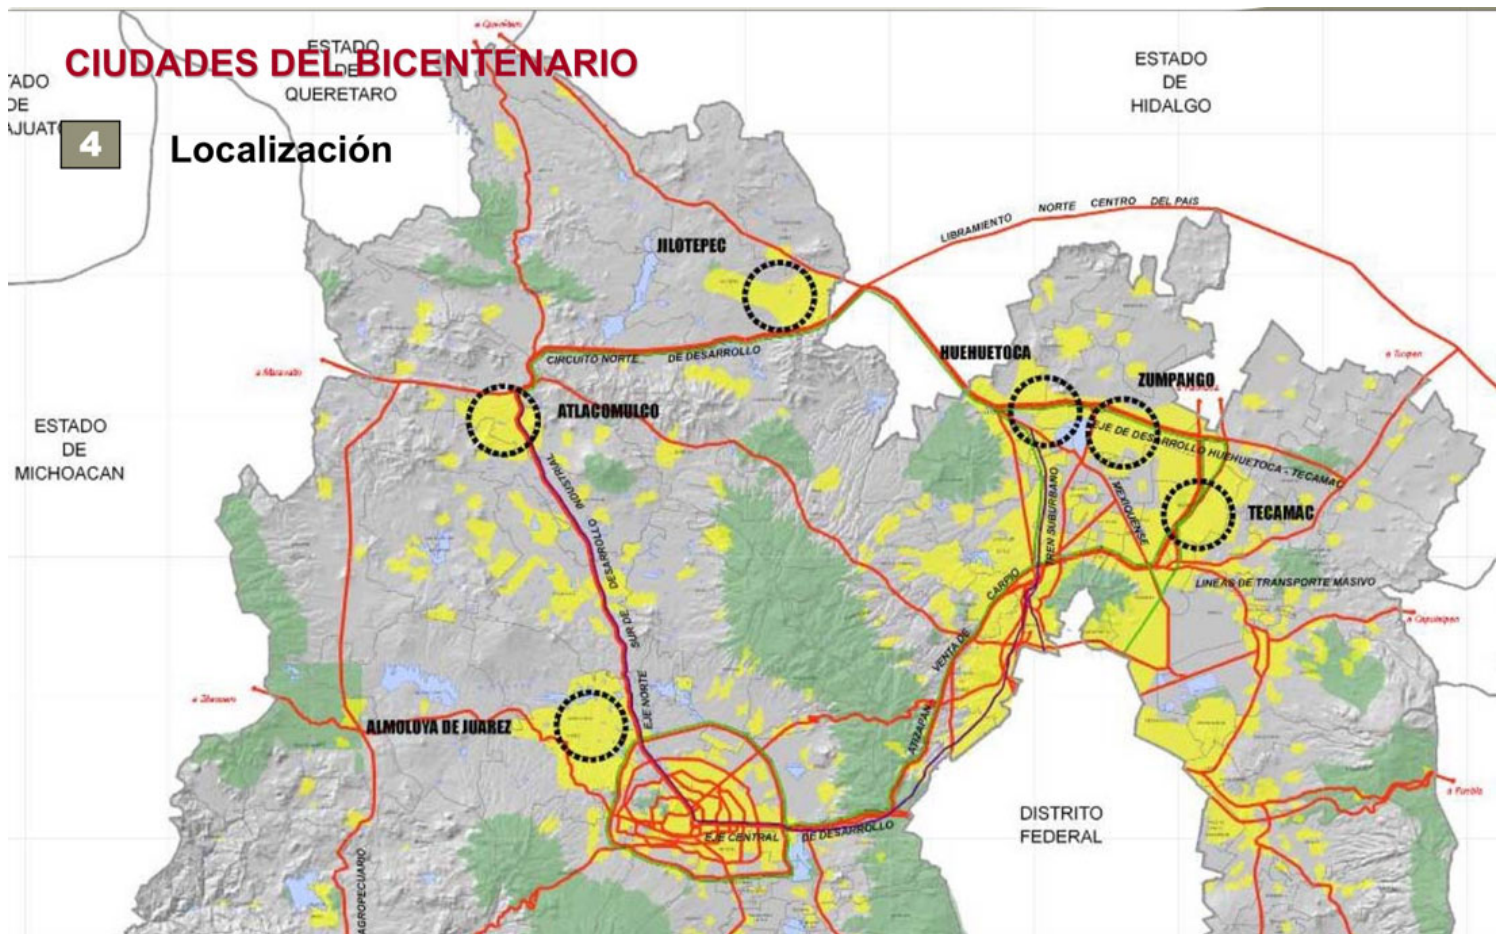 CIUDADES DEL BICENTENARIO
4
Localización
ESTADO
DE
QUERETARO
ESTADO
DE
HIDALGO
ESTADO
DE
MICHOACAN
DISTRITO
FEDERAL
LIBRAMIENTO NORTE CENTRO DEL PAIS
JILOTEPEC
CIRCUITO NORTE DE DESARROLLO
HUEHUETOCA
ZUMPANGO
a Tuxpan
ATLACOMULCO
EJE DE DESARROLLO HUEHUETOCA - TECAMAC
TECAMAC
MEXIQUENSE
TREN SUBURBANO
LINEAS DE TRANSPORTE MASIVO
EJE NORTE SUR DE DESARROLLO INDUSTRIAL
ATIZAPAN
VENTA DE CARPIO
ALMOLOYA DE JUAREZ
a Puebla
EJE CENTRAL DE DESARROLLO
AGROPECUARIO